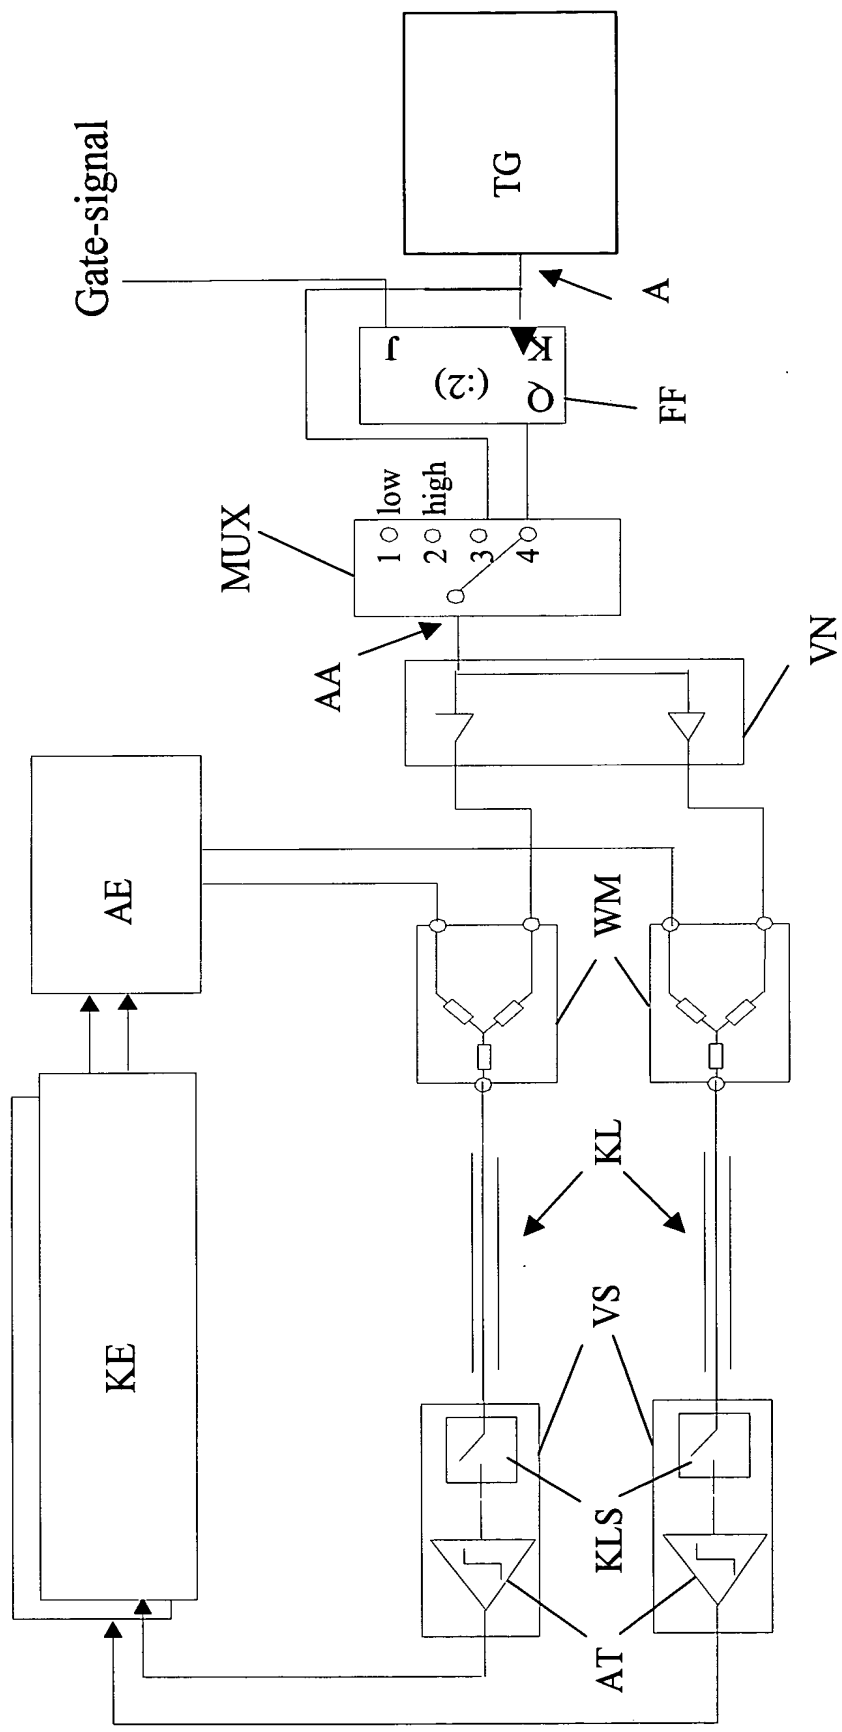 Gate-signal
TG
A
J
K
(:2)
Q
FF
MUX
low
high
1
2
3
4
AA
VN
AE
WM
KL
KE
VS
KLS
AT